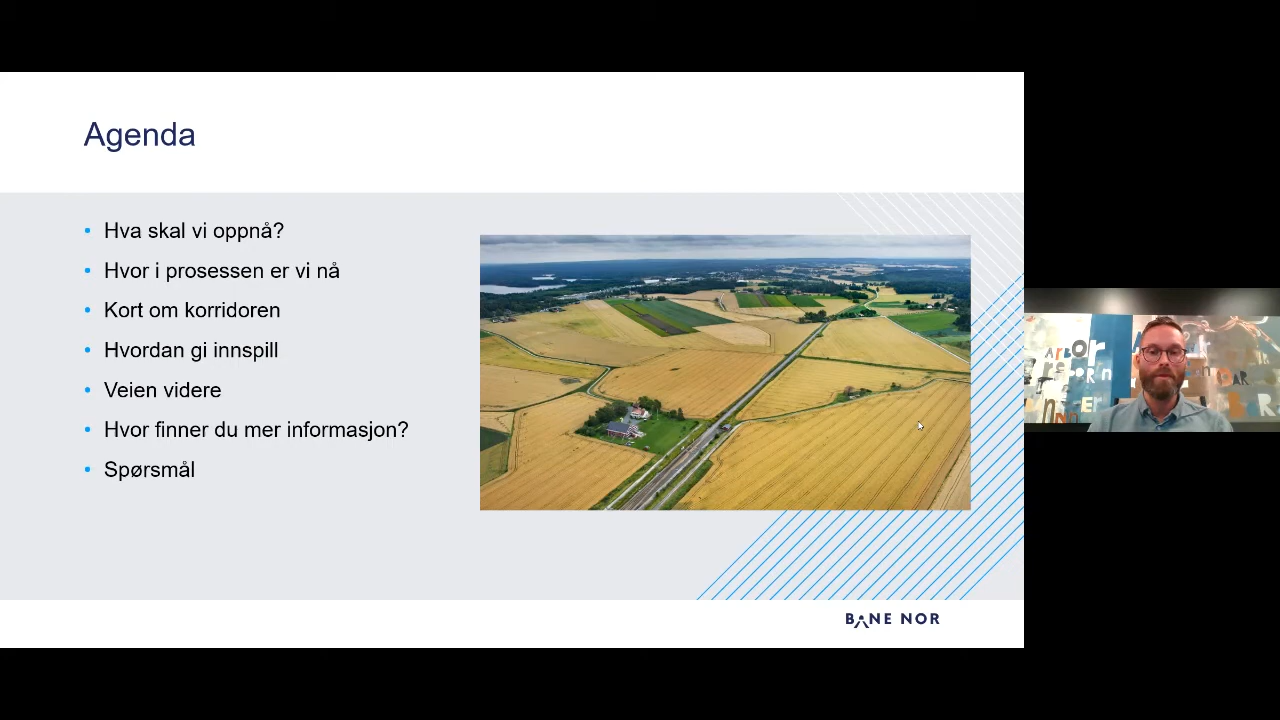 Agenda
Hva skal vi oppnå?
Hvor i prosessen er vi nå
Kort om korridoren
Hvordan gi innspill
Veien videre
Hvor finner du mer informasjon?
Spørsmål
BANE NOR